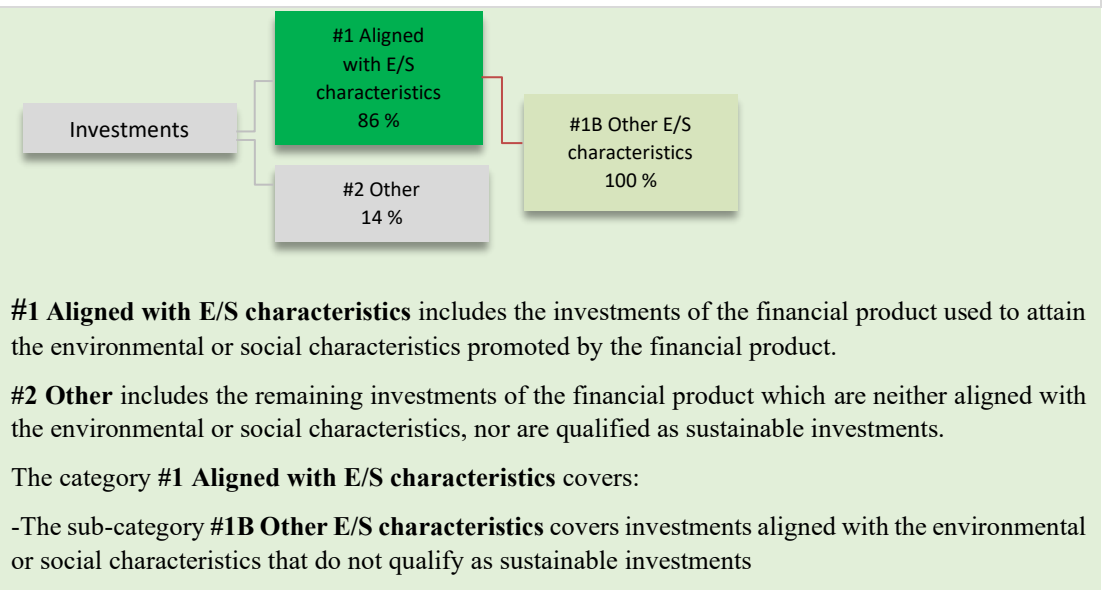 #1 Aligned
with E/S
characteristics
86 %
Investments
#1B Other E/S
characteristics
100 %
#2 Other
14 %
#1 Aligned with E/S characteristics includes the investments of the financial product used to attain
the environmental or social characteristics promoted by the financial product.
#2 Other includes the remaining investments of the financial product which are neither aligned with
the environmental or social characteristics, nor are qualified as sustainable investments.
The category #1 Aligned with E/S characteristics covers:
-The sub-category #1B Other E/S characteristics covers investments aligned with the environmental
or social characteristics that do not qualify as sustainable investments